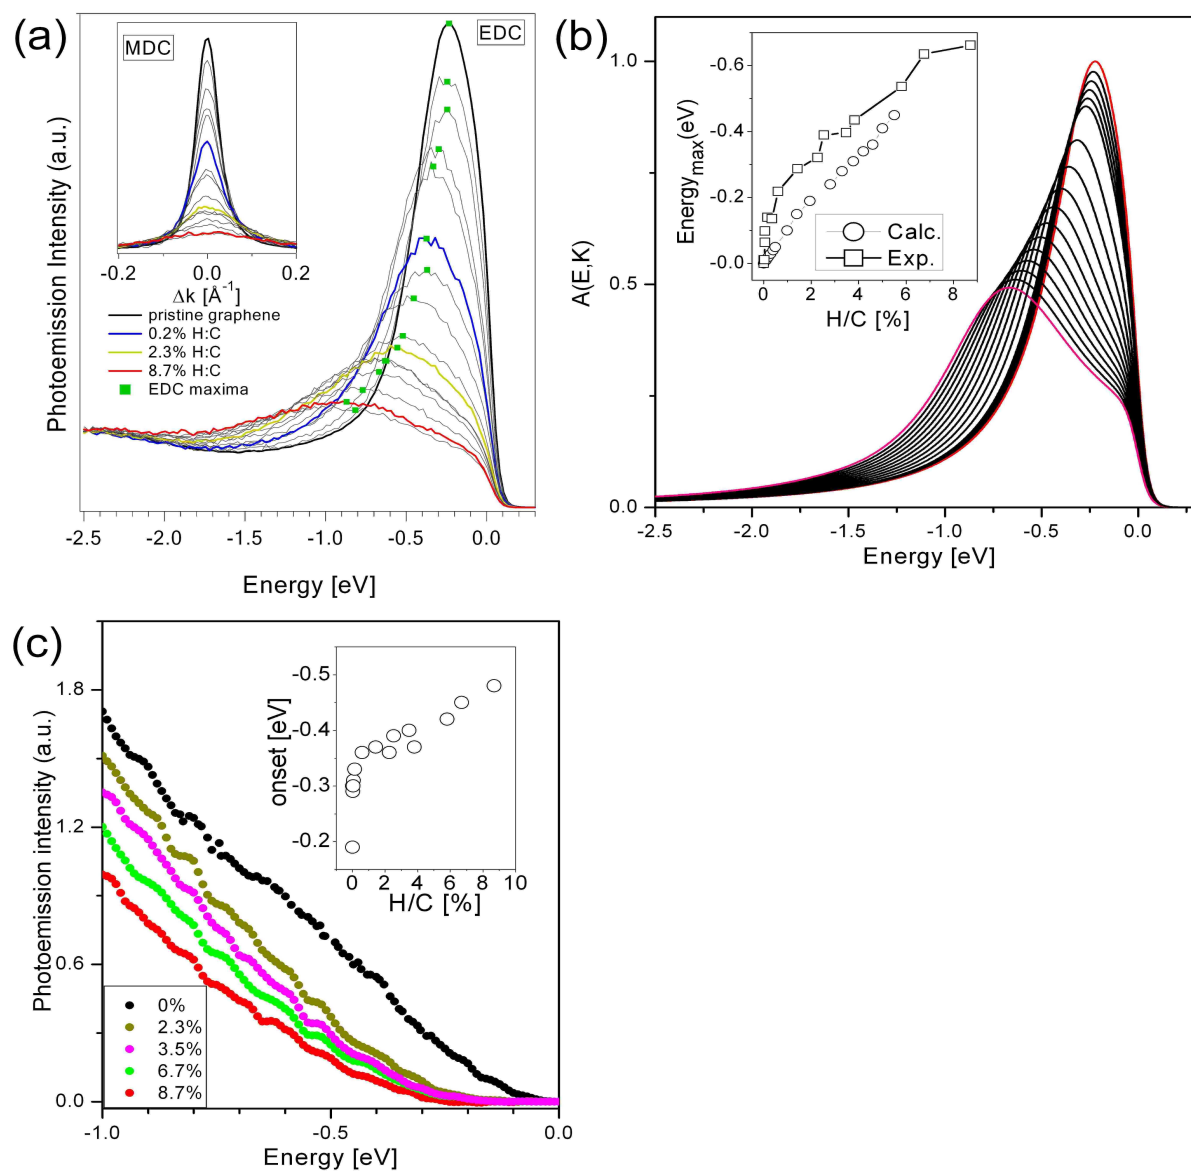 (a)
MDC
EDC
Photoemission Intensity (a.u.)
-0.2 0.0 0.2
Δk [Å⁻¹]
pristine graphene
0.2% H:C
2.3% H:C
8.7% H:C
EDC maxima
-2.5 -2.0 -1.5 -1.0 -0.5 0.0
Energy [eV]
(b)
A(E,K)
1.0
0.5
0.0
Energy_max(eV)
-0.6
-0.4
-0.2
-0.0
Calc.
Exp.
0 2 4 6 8
H/C [%]
-2.5 -2.0 -1.5 -1.0 -0.5 0.0
Energy [eV]
(c)
Photoemission intensity (a.u.)
1.8
1.2
0.6
0.0
onset [eV]
-0.5
-0.4
-0.3
-0.2
0 2 4 6 8 10
H/C [%]
0%
2.3%
3.5%
6.7%
8.7%
-1.0 -0.5 0.0
Energy [eV]